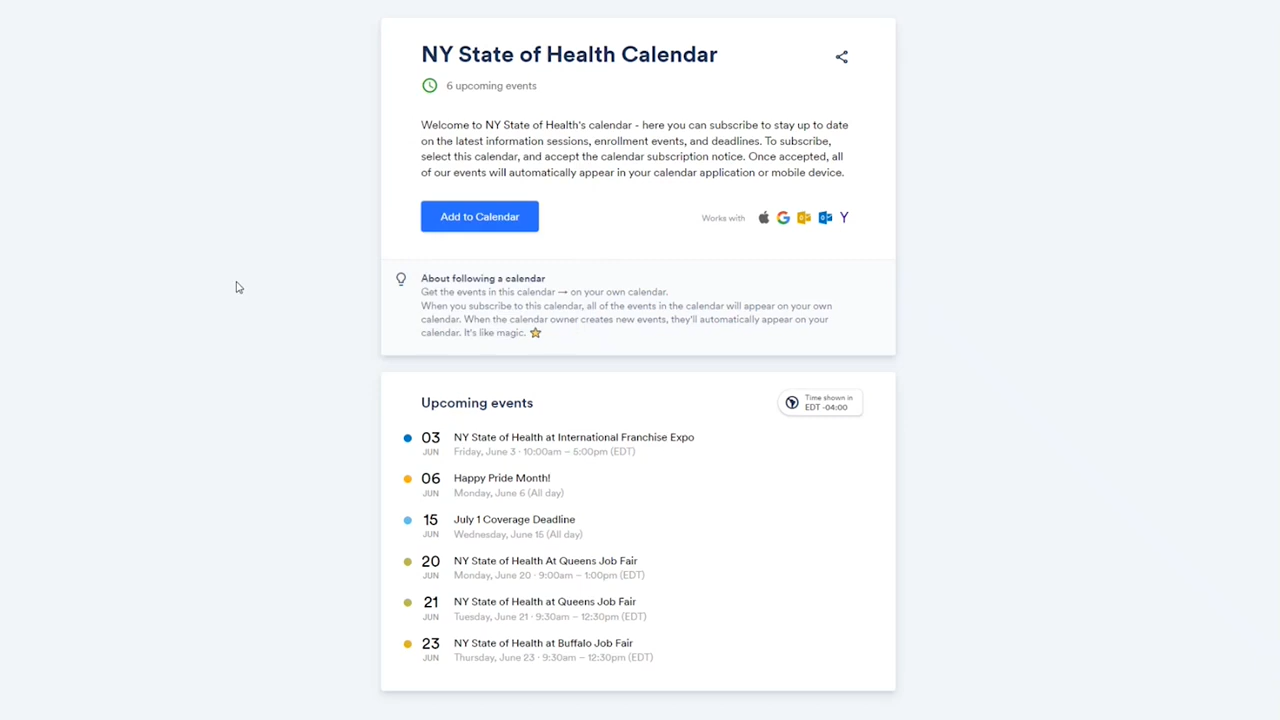 NY State of Health Calendar
6 upcoming events
Welcome to NY State of Health's calendar - here you can subscribe to stay up to date
on the latest information sessions, enrollment events, and deadlines. To subscribe,
select this calendar, and accept the calendar subscription notice. Once accepted, all
of our events will automatically appear in your calendar application or mobile device.
Add to Calendar
Works with
About following a calendar
Get the events in this calendar → on your own calendar.
When you subscribe to this calendar, all of the events in the calendar will appear on your own
calendar. When the calendar owner creates new events, they'll automatically appear on your
calendar. It's like magic. ⭐
Upcoming events
Time shown in
EDT -04:00
03 NY State of Health at International Franchise Expo
JUN Friday, June 3 · 10:00am – 5:00pm (EDT)
06 Happy Pride Month!
JUN Monday, June 6 (All day)
15 July 1 Coverage Deadline
JUN Wednesday, June 15 (All day)
20 NY State of Health At Queens Job Fair
JUN Monday, June 20 · 9:00am – 1:00pm (EDT)
21 NY State of Health at Queens Job Fair
JUN Tuesday, June 21 · 9:30am – 12:30pm (EDT)
23 NY State of Health at Buffalo Job Fair
JUN Thursday, June 23 · 9:30am – 12:30pm (EDT)